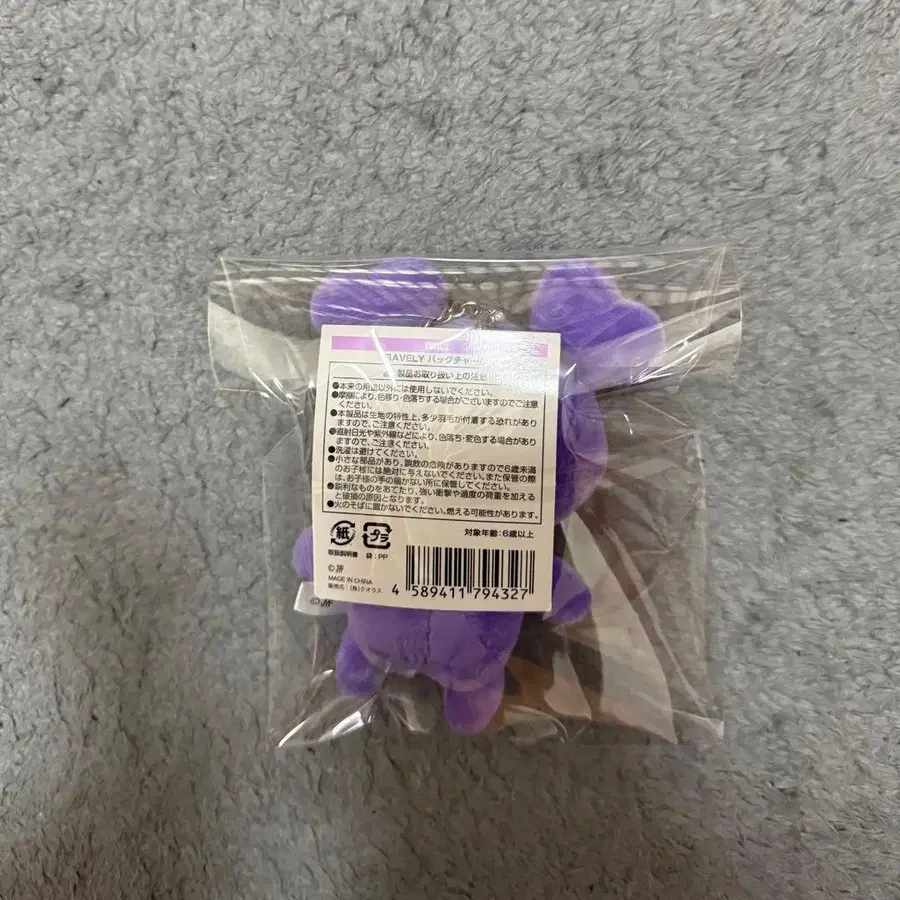 SAVELY バッグチャーム
製品お取り扱い上の注意
●本来の用途以外には使用しないでください。
●摩擦により、色移り・色落ちする場合がございますのでご注意
ください。
●本製品は生地の特性上、多少羽毛が付着する恐れがあり
ますので、ご注意ください。
●直射日光や紫外線などにより、色落ち・変色する場合があり
ますので、ご注意ください。
●洗濯は避けてください。
●小さな部品があり、誤飲の危険がありますので6歳未満
のお子様には絶対に与えないでください。また保管の際
は、お子様の手の届かない所に保管してください。
●鋭利なものをあてたり、強い衝撃や過度の荷重を加える
と破損の原因となります。
●火のそばに置かないでください。燃える可能性があります。
対象年齢:6歳以上
紙
プラ
取扱説明書
袋:PP
MADE IN CHINA
販売元:(株)クオラス
4 589411 794327